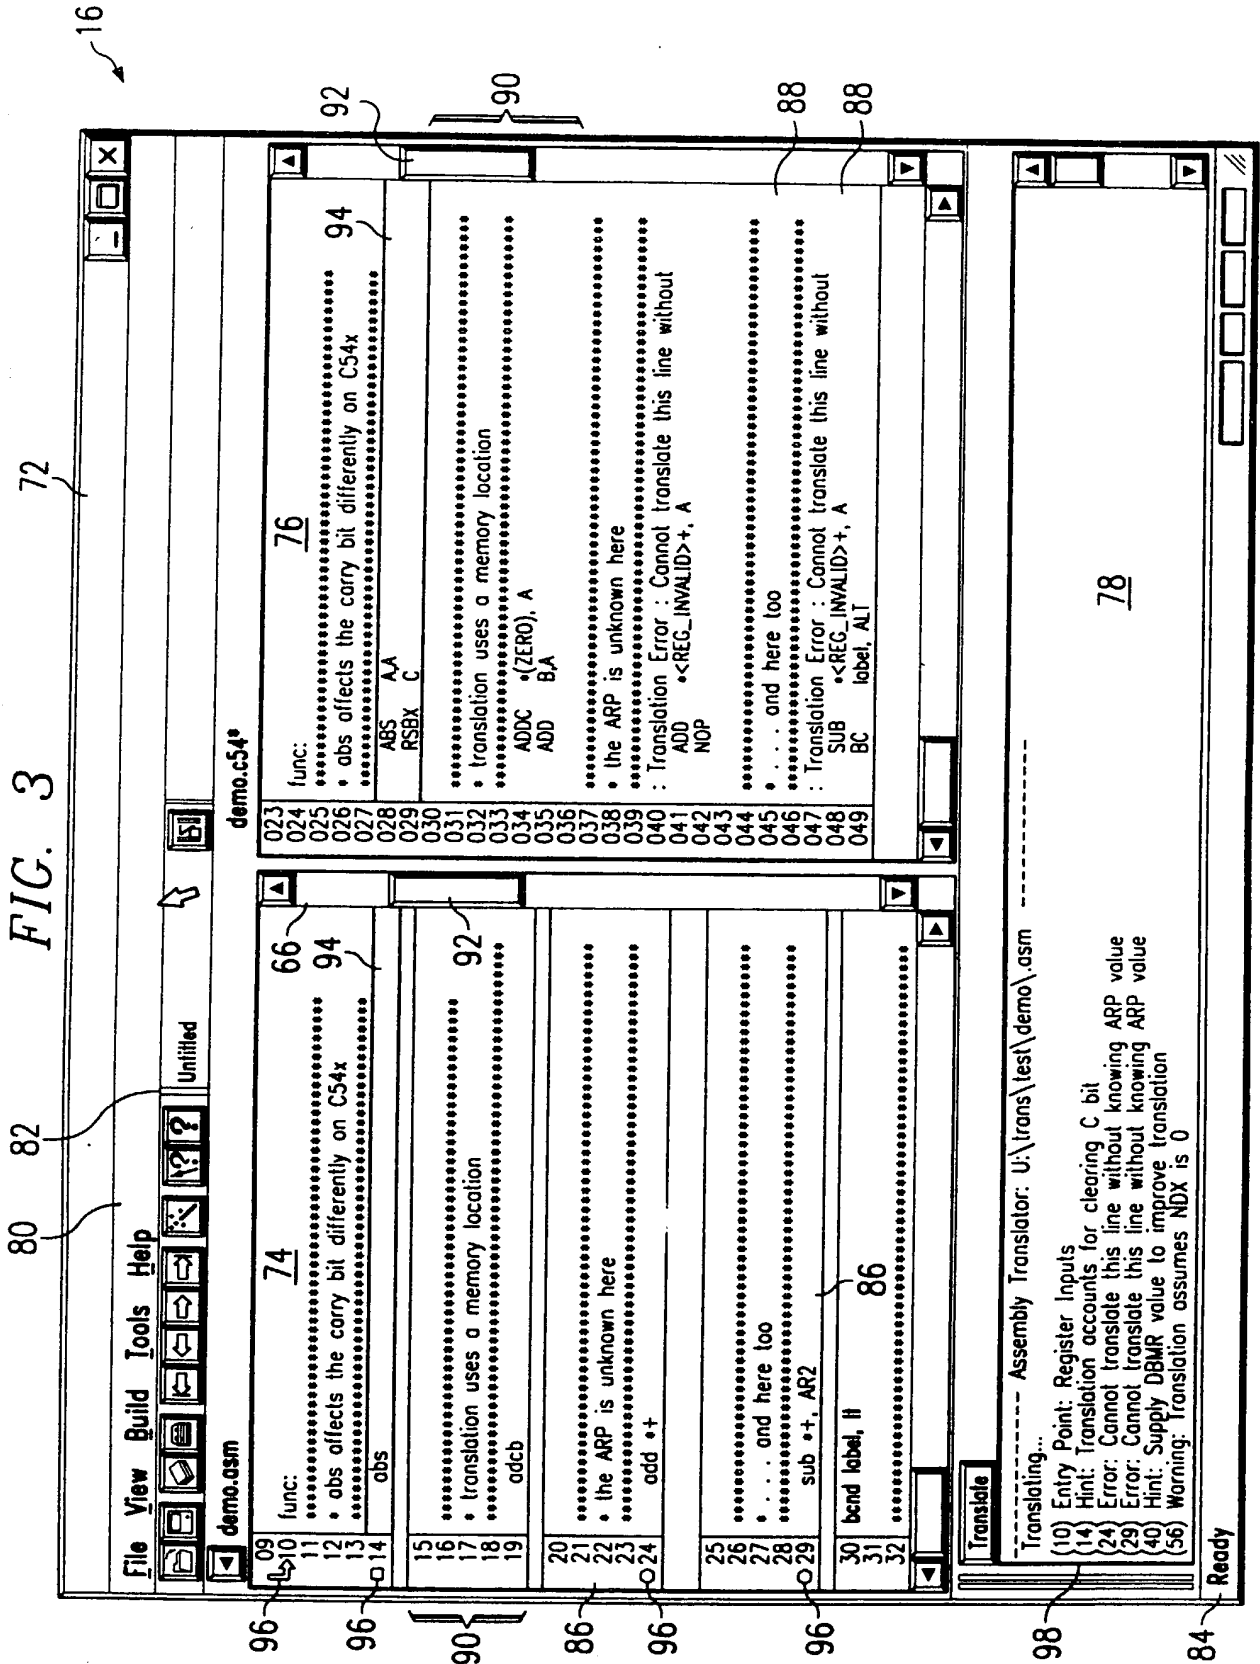 FIG. 3
16
72
80
82
File View Build Tools Help
Untitled
demo.asm
74
66
94
09
10 func:
11 ************************************************
12 * abs affects the carry bit differently on C54x
13 ************************************************
14 abs
15
16 ************************************************
17 * translation uses a memory location
18 ************************************************
19 adcb
92
20
21 ************************************************
22 * the ARP is unknown here
23 ************************************************
24 add *+
25
26 ************************************************
27 * . . . . and here too
28 ************************************************
29 sub *+, AR2
86
30 bcnd label, lt
31
32 ************************************************
96
96
90
86
96
96
demo.c54*
76
94
92
90
88
88
023
024 func:
025 ************************************************
026 * abs affects the carry bit differently on C54x
027 ************************************************
028 ABS A,A
029 RSBX C
030
031 ************************************************
032 * translation uses a memory location
033 ************************************************
034 ADDC *(ZERO), A
035 ADD B,A
036
037 ************************************************
038 * the ARP is unknown here
039 ************************************************
040 : Translation Error : Cannot translate this line without
041 ADD *<REG_INVALID>+, A
042 NOP
043
044 ************************************************
045 * . . . . and here too
046 ************************************************
047 : Translation Error : Cannot translate this line without
048 SUB *<REG_INVALID>+, A
049 BC label, ALT
Translate
------- Assembly Translator: U:\trans\test\demo\.asm ----------------
Translating...
(10) Entry Point: Register Inputs
(14) Hint: Translation accounts for clearing C bit
(24) Error: Cannot translate this line without knowing ARP value
(29) Error: Cannot translate this line without knowing ARP value
(40) Hint: Supply DBMR value to improve translation
(56) Warning: Translation assumes NDX is 0
78
98
84
Ready